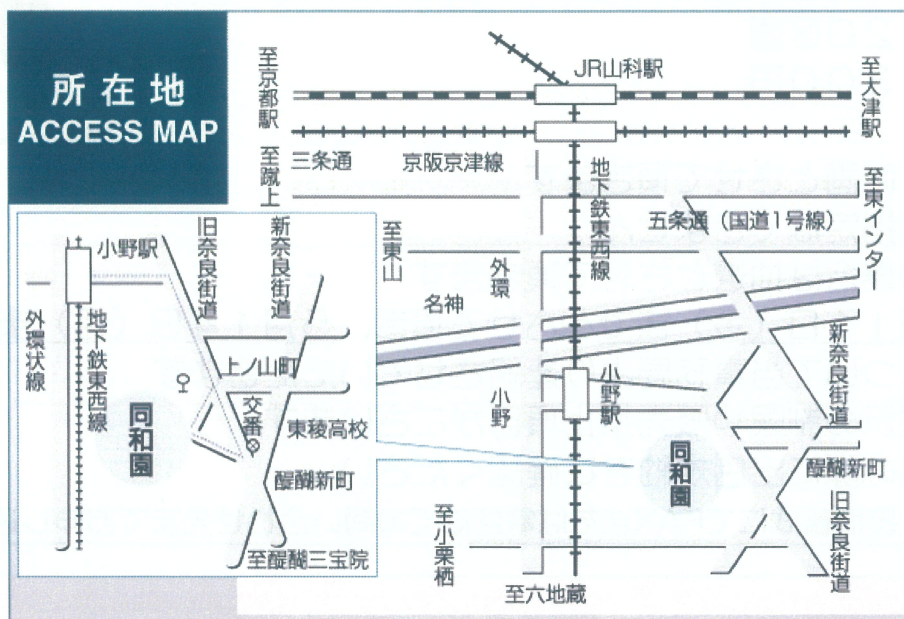 所在地
ACCESS MAP
至京都駅
JR山科駅
至大津駅
三条通
京阪京津線
至蹴上
地下鉄東西線
至東インター
五条通（国道1号線）
至東山
外環
名神
小野
小野駅
新奈良街道
同和園
醍醐新町
旧奈良街道
至小栗栖
至六地蔵
小野駅
旧奈良街道
新奈良街道
外環状線
地下鉄東西線
上ノ山町
交番
同和園
東稜高校
醍醐新町
至醍醐三宝院